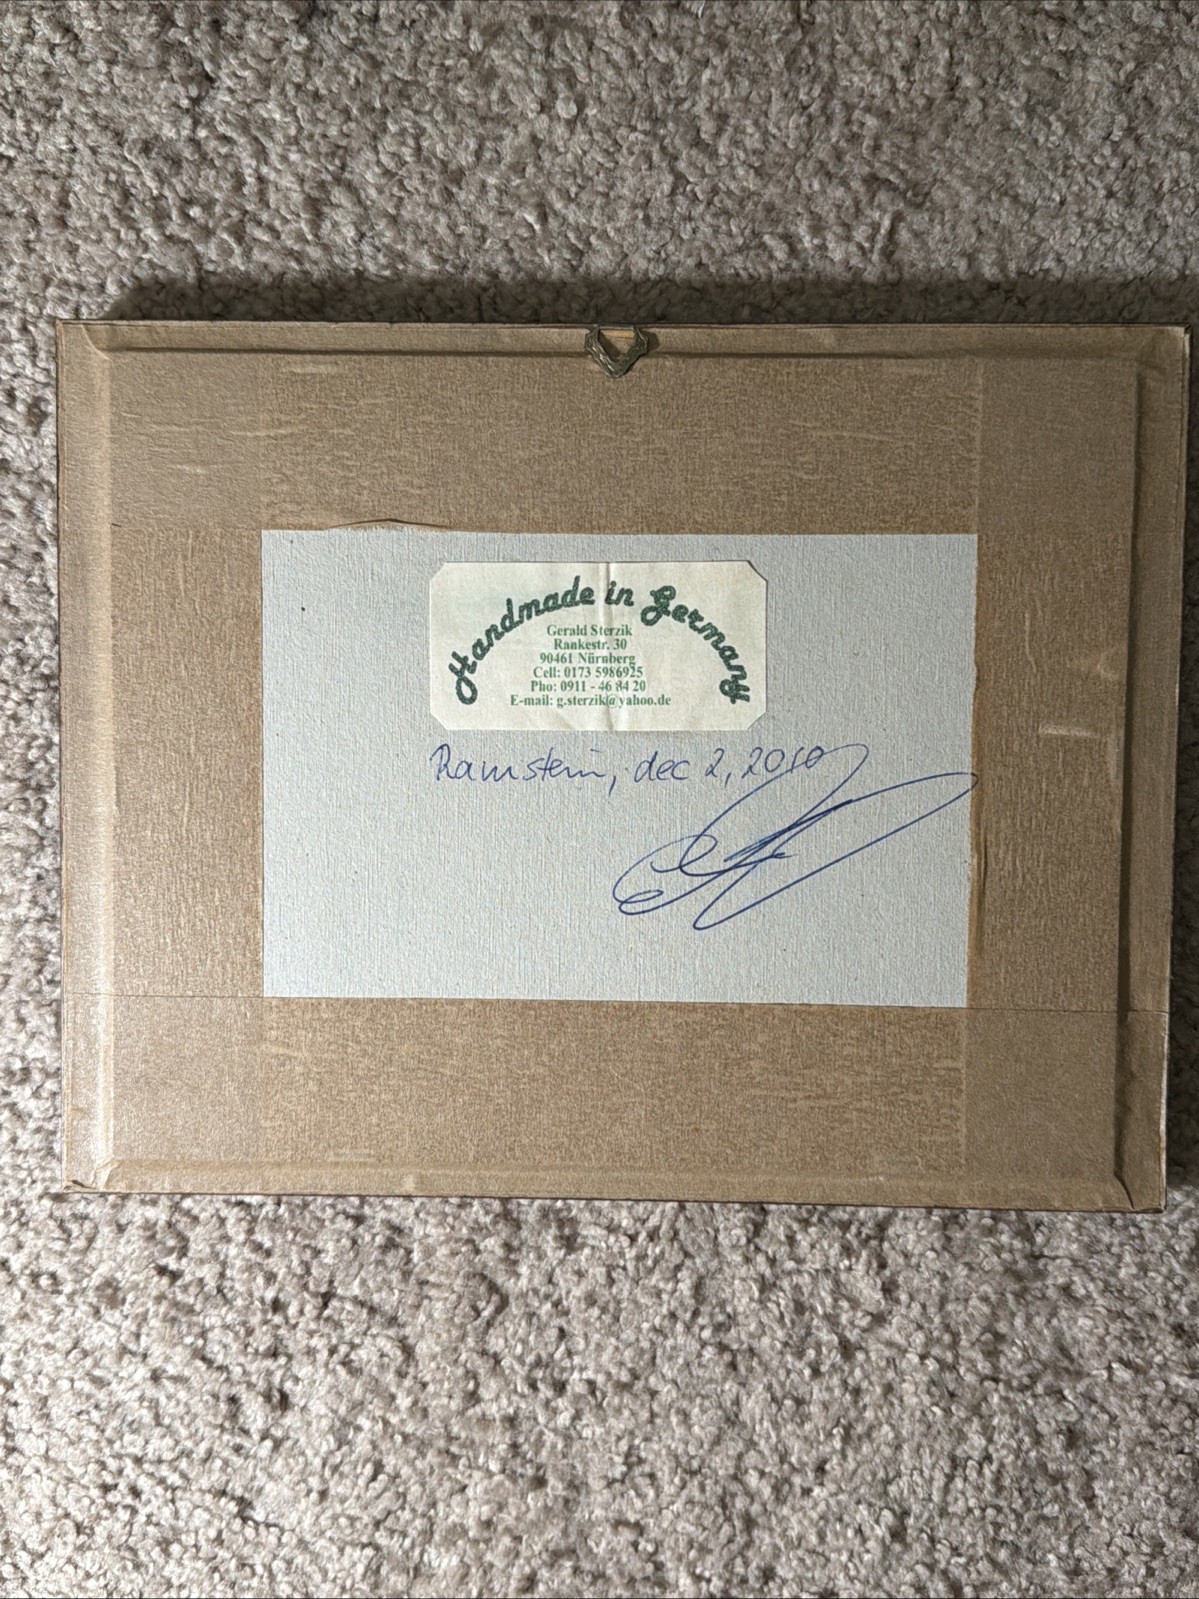 Handmade in Germany
Gerald Sterzik
Rankestr. 30
90461 Nürnberg
Cell: 0173 5986925
Pho: 0911 - 46 84 20
E-mail: g.sterzik@yahoo.de
Ramstein, dec 2, 2010